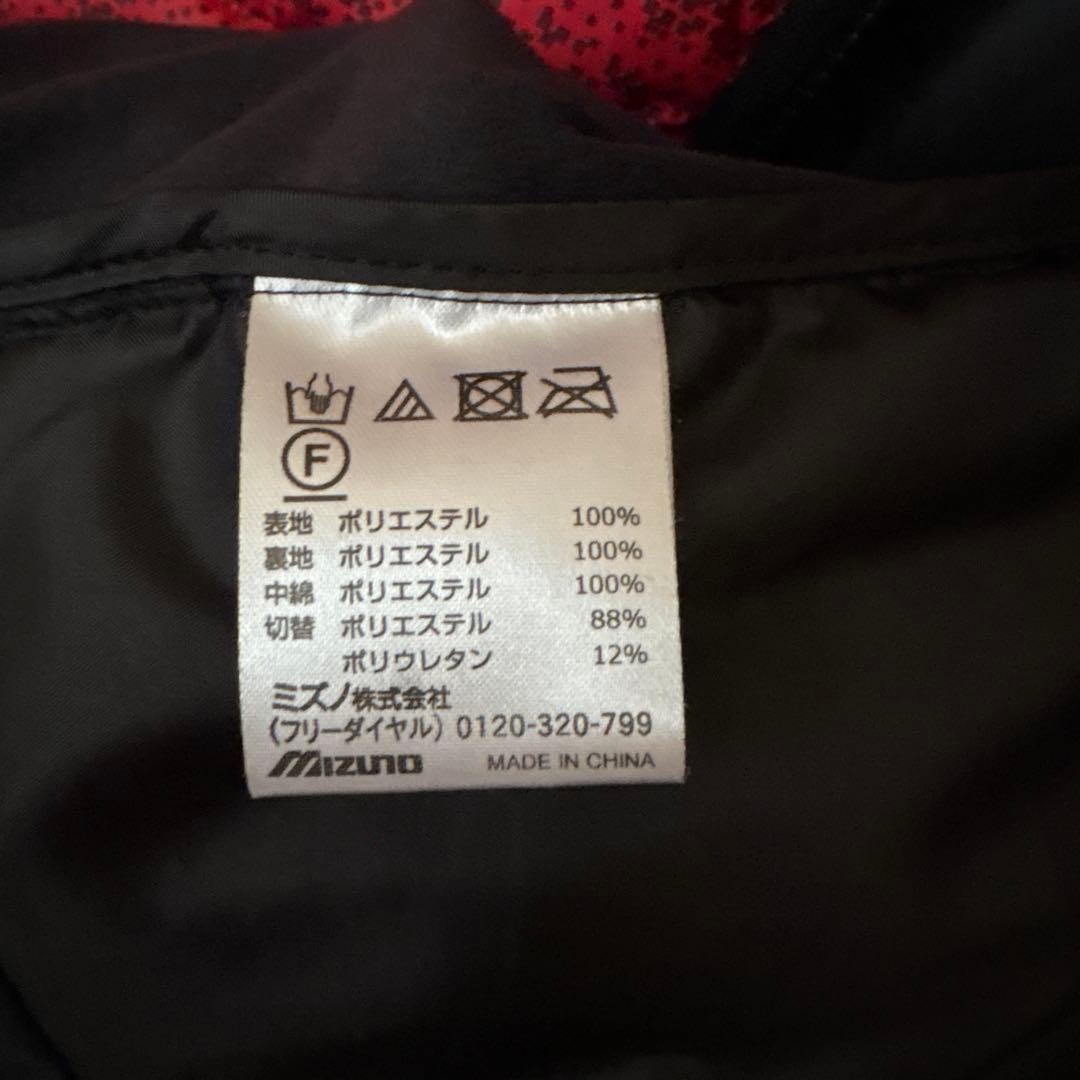 F
表地 ポリエステル 100%
裏地 ポリエステル 100%
中綿 ポリエステル 100%
切替 ポリエステル 88%
ポリウレタン 12%
ミズノ株式会社
(フリーダイヤル) 0120-320-799
MIZUNO MADE IN CHINA